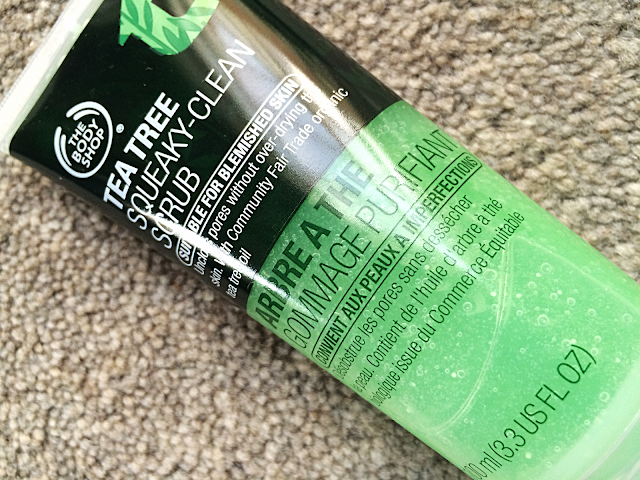 THE
BODY
SHOP®
TEA TREE
SQUEAKY-CLEAN
SCRUB
SUITABLE FOR BLEMISHED SKIN
pores without over-drying
skin. With Community Fair Trade organic
tea tree oil
ARBRE A THE
GOMMAGE PURIFIANT
CONVIENT AUX PEAUX A IMPERFECTIONS
les pores sans dessécher
peau. Contient de l'huile d'arbre à thé
issue du Commerce Équitable
ml (3.3 US FL OZ)